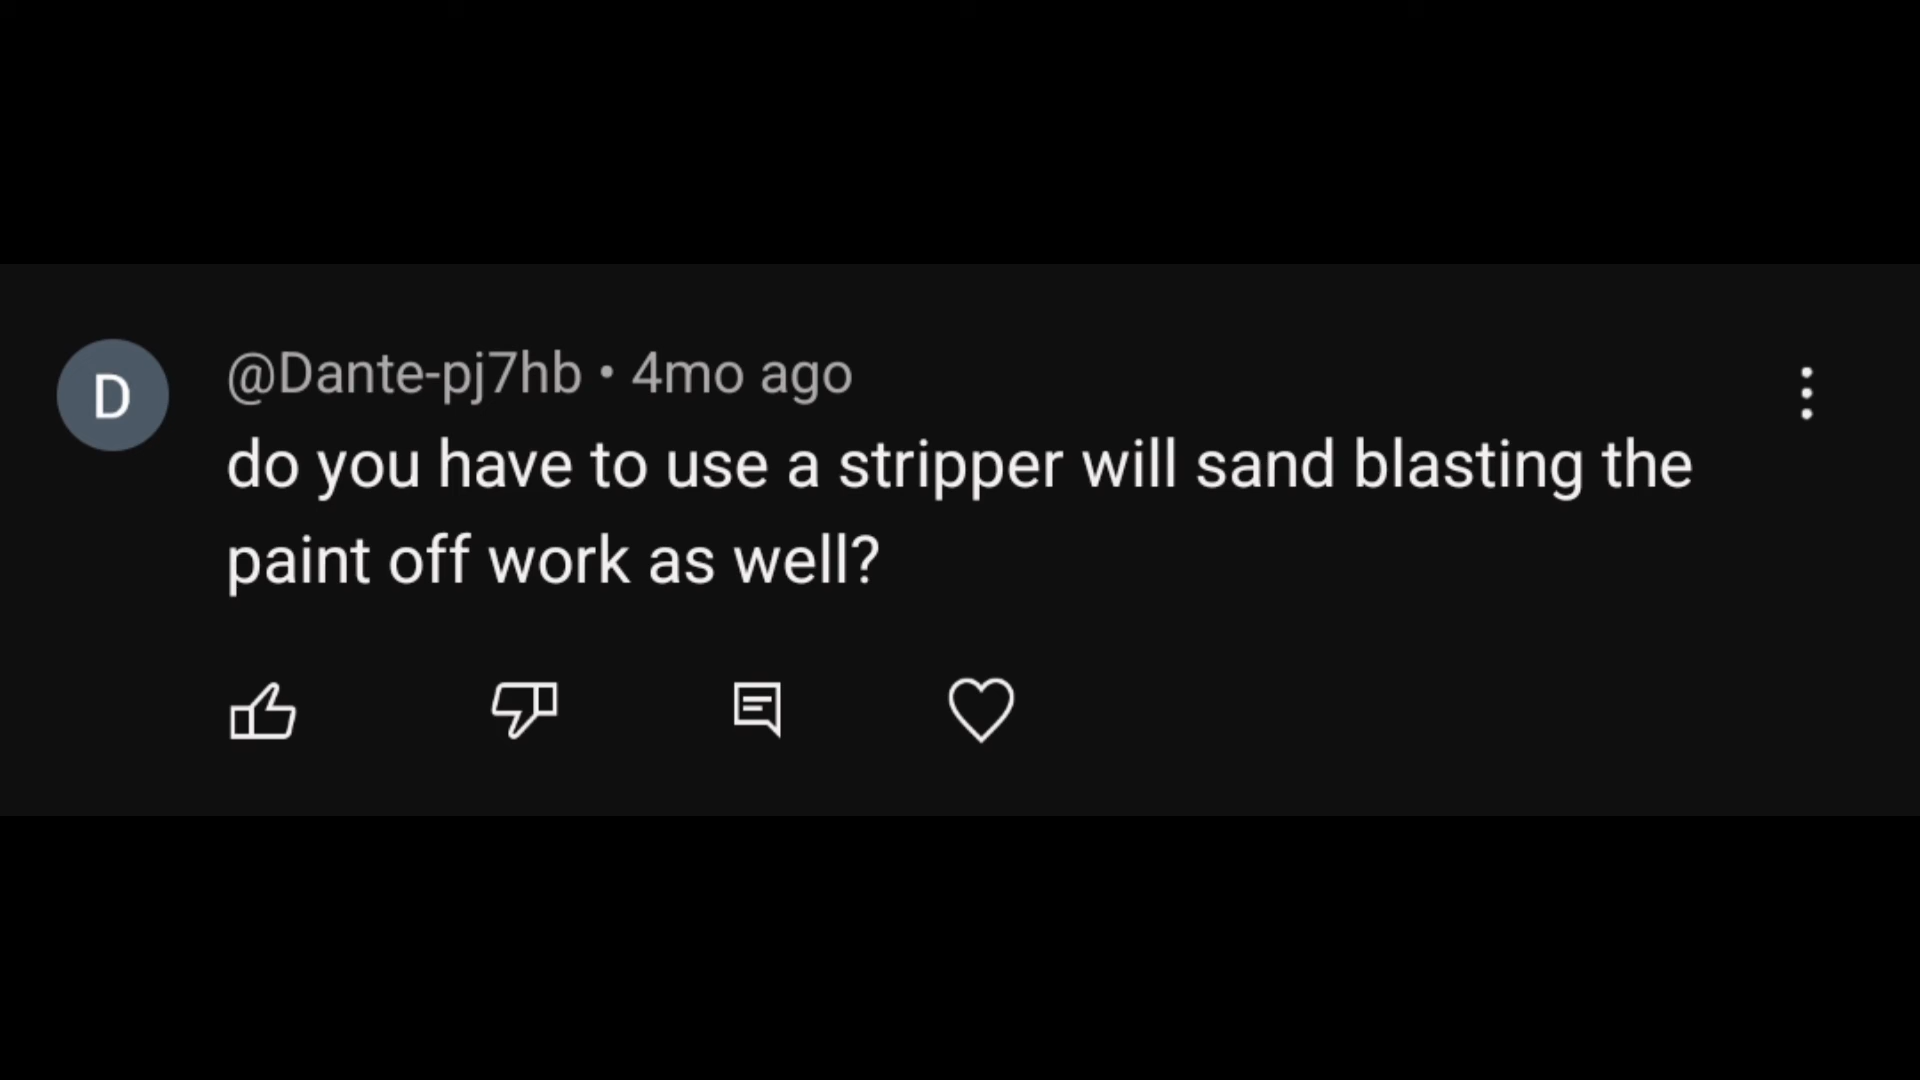 D
@Dante-pj7hb • 4mo ago
do you have to use a stripper will sand blasting the
paint off work as well?